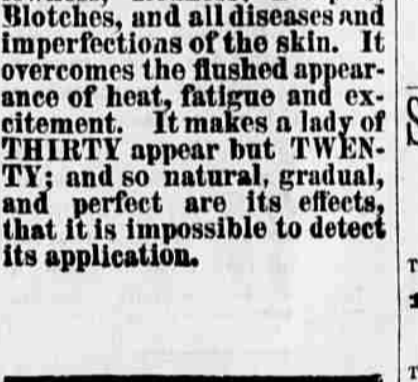 Blotches, and all diseases and
imperfections of the skin. It
overcomes the flushed appear-
ance of heat, fatigue and ex-
citement. It makes a lady of
THIRTY appear but TWEN-
TY; and so natural, gradual,
and perfect are its effects,
that it is impossible to detect
its application.